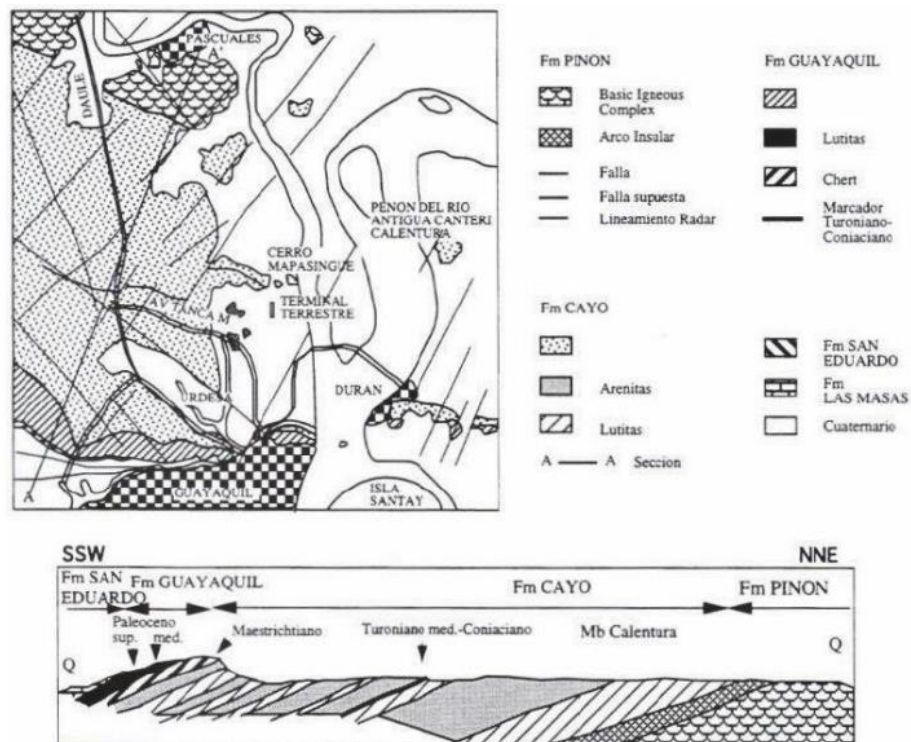 PASCUALES
A'
DAULE
PENON DEL RIO
ANTIGUA CANTERI
CALENTURA
CERRO
MAPASINGUE
AV TANCA M
TERMINAL
TERRESTRE
URDESA
DURAN
GUAYAQUIL
ISLA
SANTAY
A
Fm PINON
Basic Igneous
Complex
Arco Insular
Falla
Falla supuesta
Lineamiento Radar
Fm GUAYAQUIL
Lutitas
Chert
Marcador
Turoniano-
Coniaciano
Fm CAYO
Arenitas
Lutitas
A A Seccion
Fm SAN
EDUARDO
Fm
LAS MASAS
Cuaternario
SSW NNE
Fm SAN
EDUARDO
Fm GUAYAQUIL
Fm CAYO
Fm PINON
Paleoceno
sup. med.
Maestrichtiano
Turoniano med.-Coniaciano
Mb Calentura
Q
Q